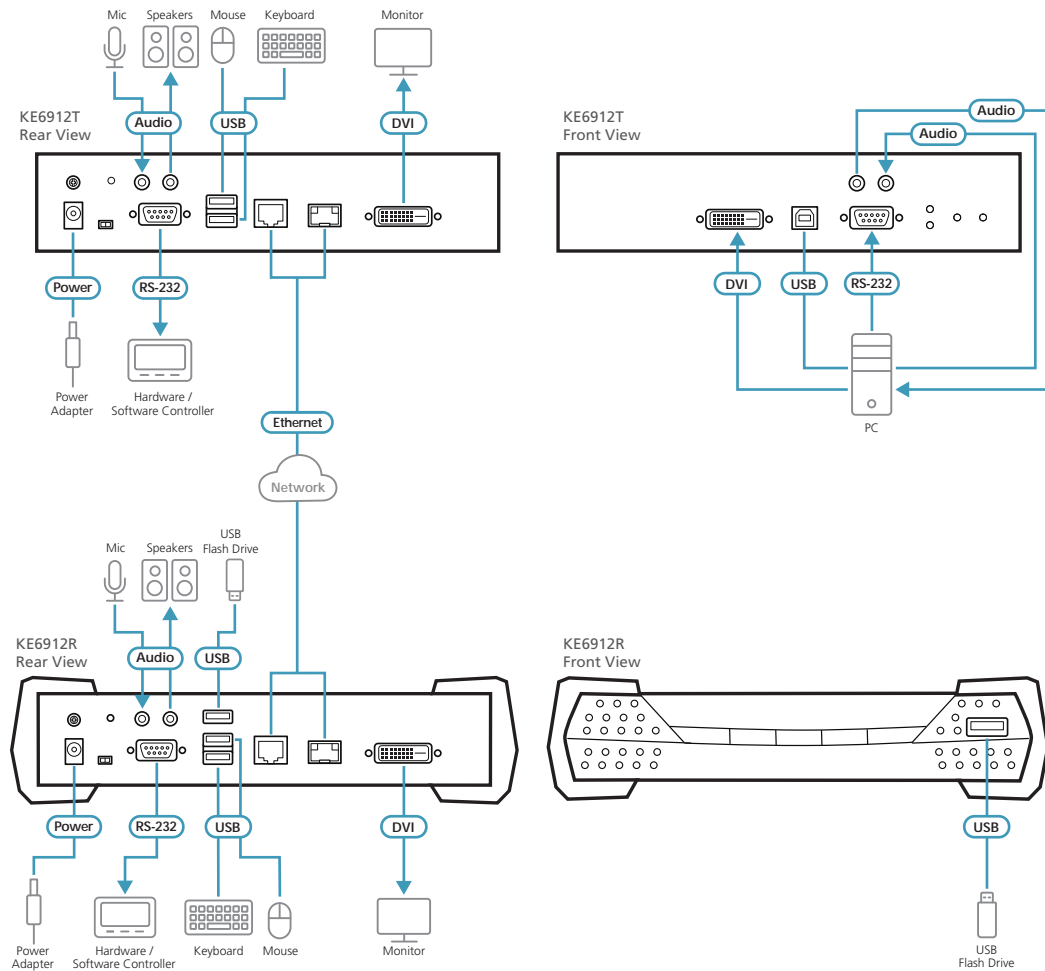 Mic
Speakers
Mouse
Keyboard
Monitor
KE6912T
Rear View
Audio
USB
DVI
Power
RS-232
Power
Adapter
Hardware /
Software Controller
KE6912T
Front View
Audio
Audio
DVI
USB
RS-232
PC
Ethernet
Network
Mic
Speakers
USB
Flash Drive
KE6912R
Rear View
Audio
USB
Power
RS-232
USB
DVI
Power
Adapter
Hardware /
Software Controller
Keyboard
Mouse
Monitor
KE6912R
Front View
USB
USB
Flash Drive